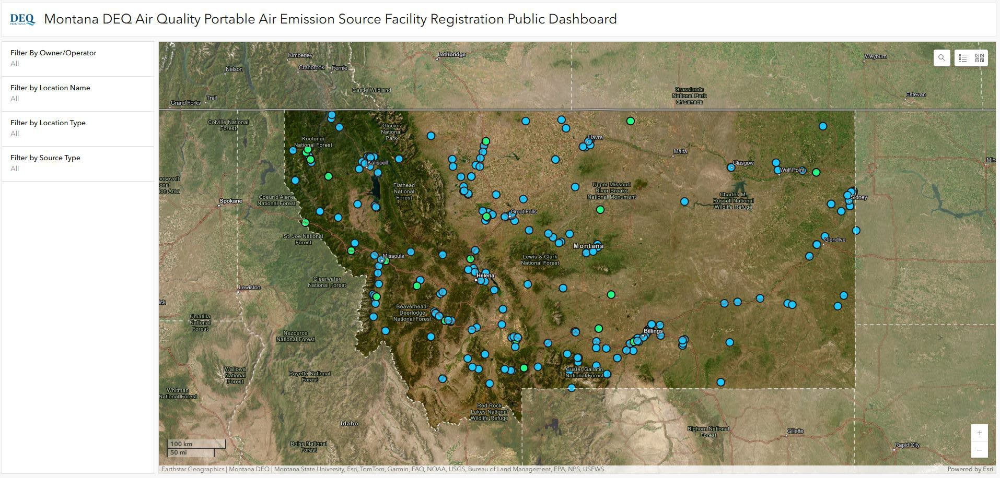 DEQ
MONTANA
Montana DEQ Air Quality Portable Air Emission Source Facility Registration Public Dashboard
Filter By Owner/Operator
All
Filter by Location Name
All
Filter by Location Type
All
Filter by Source Type
All
Kimberley
Lethbridge
Weyburn
Nelson
Cranbrook
Fernie
Castle Wildland
Grasslands
National Park
Of Canada
Estevan
Trail
Grand Forks
Colville National
Forest
Glacier
National
Park
Kootenai
National Forest
Havre
Malta
Min
Kalispell
Glasgow
Wolf Point
oosevelt
onal
ion Area
Flathead
National
Forest
Upper Missouri
River Breaks
National Monument
Charles M.
Russell National
Wildlife Refuge
Sidney
Spokane
Coeur d'Alene
National Forest
Great Falls
St. Joe National
Forest
Glendive
Montana
Missoula
Lewis & Clark
National Forest
Helena
Clearwater
National Forest
Lewiston
ick
Umatilla
National
Forest
Beaverhead-
Deerlodge
National Forest
Nezperce
National Forest
Billings
Wallowa
National
Forest
Payette National
Forest
Custer Gallatin
National Forest
Whitman
National Forest
Red Rock
Lakes National
Wildlife Refuge
Idaho
Bighorn National
Forest
Gillette
Rapid City
Boise National
Forest
100 km
50 mi
Earthstar Geographics | Montana DEQ | Montana State University, Esri, TomTom, Garmin, FAO, NOAA, USGS, Bureau of Land Management, EPA, NPS, USFWS
Powered by Esri